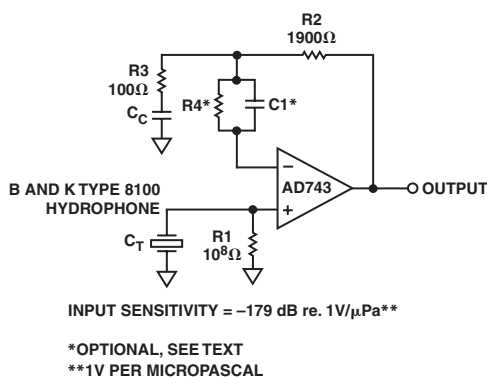 R2
1900Ω
R3
100Ω
CC
R4*
C1*
B AND K TYPE 8100
HYDROPHONE
–
AD743
+
OUTPUT
CT
R1
10⁸Ω
INPUT SENSITIVITY = –179 dB re. 1V/µPa**
*OPTIONAL, SEE TEXT
**1V PER MICROPASCAL